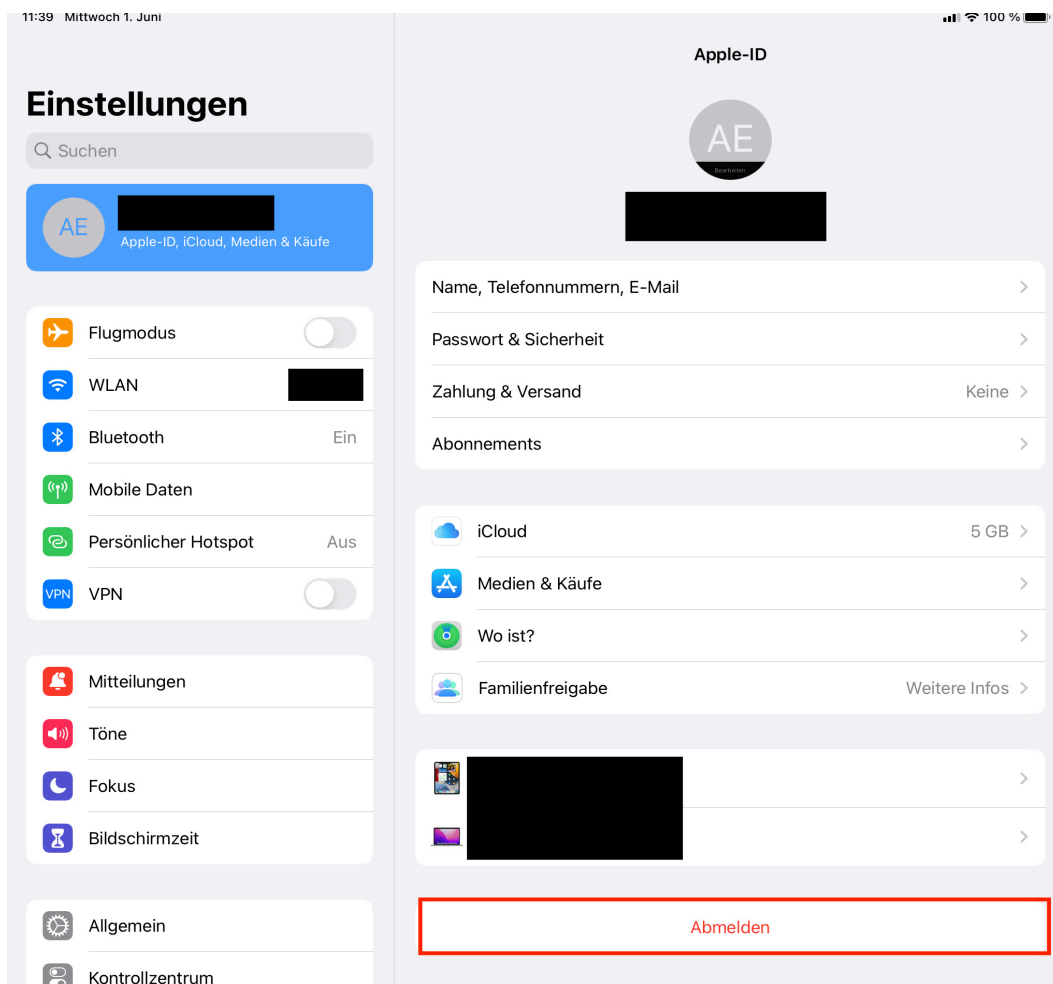 11:39 Mittwoch 1. Juni
100 %
Einstellungen
Suchen
AE
Apple-ID, iCloud, Medien & Käufe
Flugmodus
WLAN
Bluetooth Ein
Mobile Daten
Persönlicher Hotspot Aus
VPN VPN
Mitteilungen
Töne
Fokus
Bildschirmzeit
Allgemein
Kontrollzentrum
Apple-ID
AE
Bearbeiten
Name, Telefonnummern, E-Mail
Passwort & Sicherheit
Zahlung & Versand Keine
Abonnements
iCloud 5 GB
Medien & Käufe
Wo ist?
Familienfreigabe Weitere Infos
Abmelden